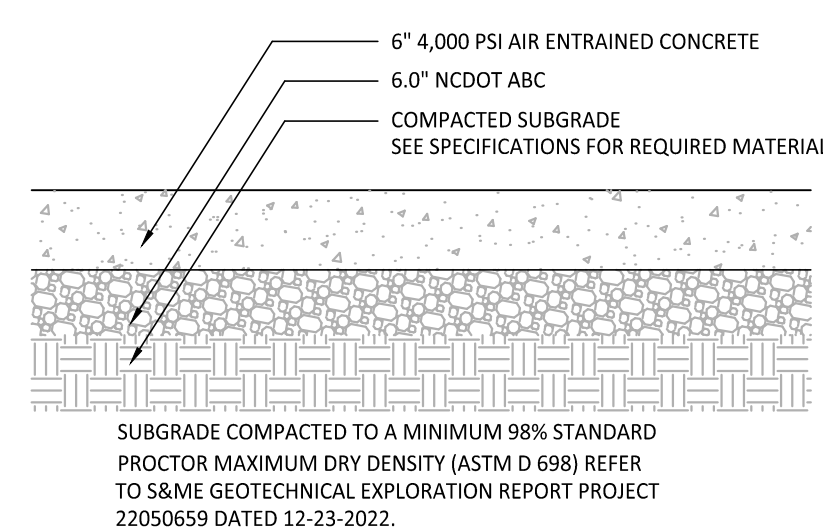 6" 4,000 PSI AIR ENTRAINED CONCRETE
6.0" NCDOT ABC
COMPACTED SUBGRADE
SEE SPECIFICATIONS FOR REQUIRED MATERIAL
SUBGRADE COMPACTED TO A MINIMUM 98% STANDARD
PROCTOR MAXIMUM DRY DENSITY (ASTM D 698) REFER
TO S&ME GEOTECHNICAL EXPLORATION REPORT PROJECT
22050659 DATED 12-23-2022.